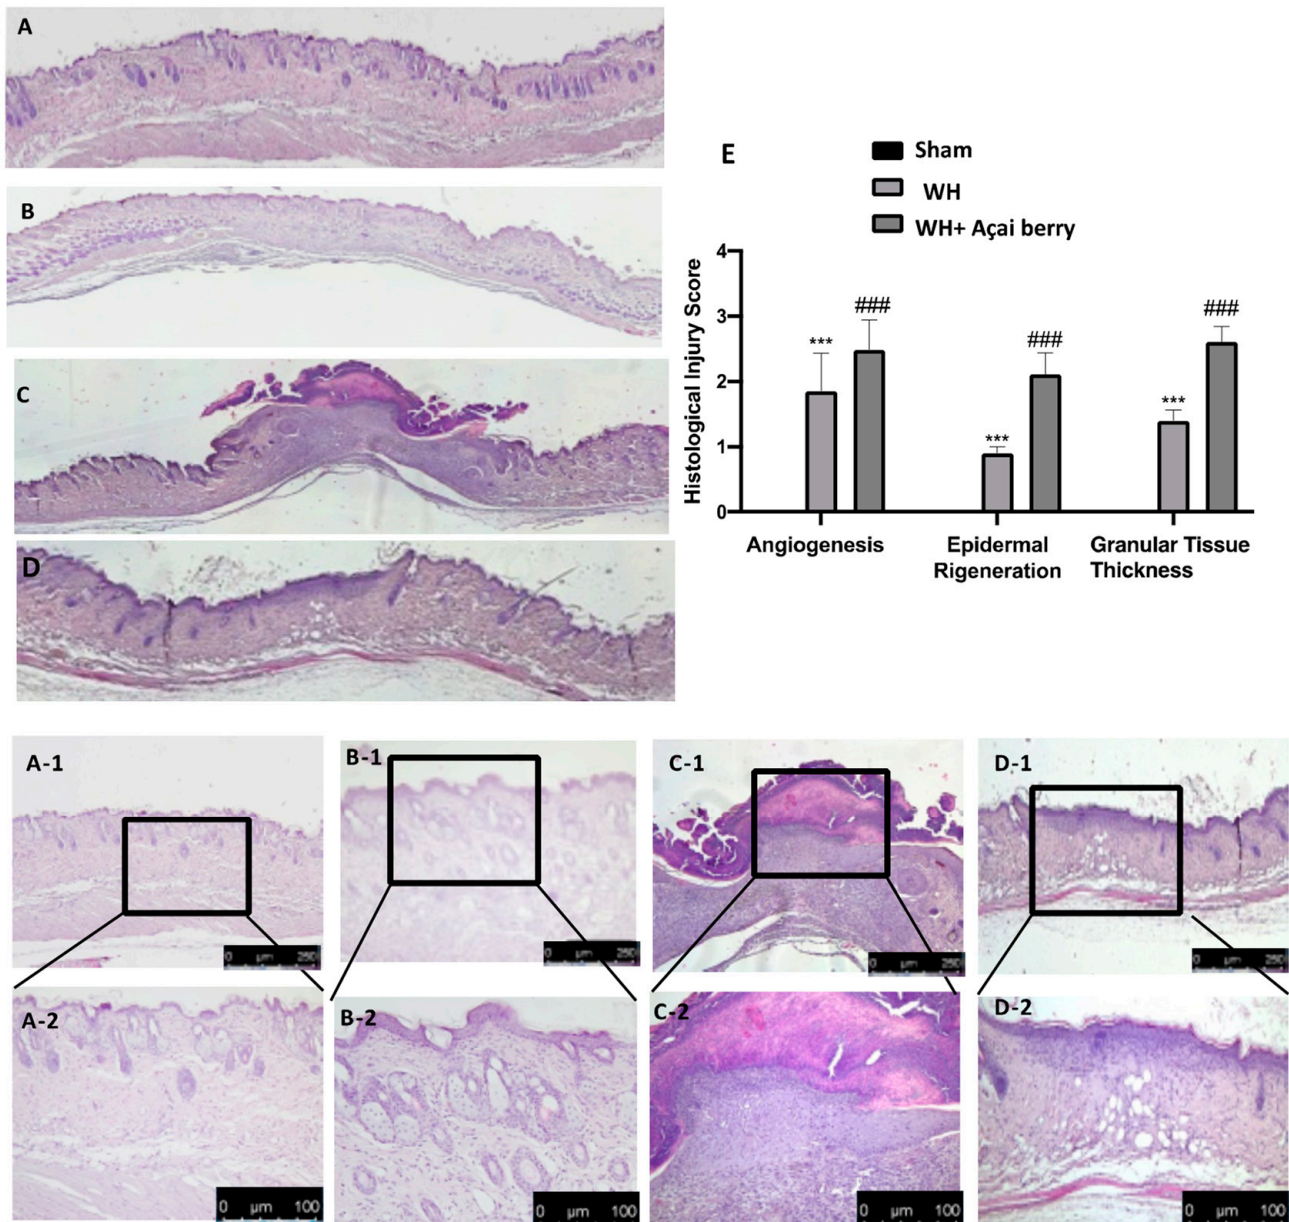 A
B
C
D
E
Sham
WH
WH+ Açai berry
Histological Injury Score
4
3
2
1
0
***
###
***
###
***
###
Angiogenesis
Epidermal
Rigeneration
Granular Tissue
Thickness
A-1
0 µm 250
B-1
0 µm 250
C-1
0 µm 250
D-1
0 µm 250
A-2
0 µm 100
B-2
0 µm 100
C-2
0 µm 100
D-2
0 µm 100